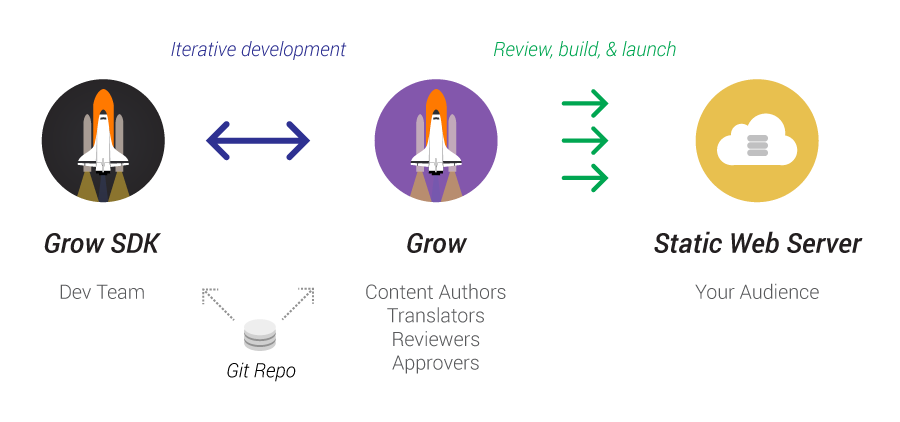 Iterative development
Review, build, & launch
Grow SDK
Grow
Static Web Server
Dev Team
Content Authors
Translators
Reviewers
Approvers
Your Audience
Git Repo